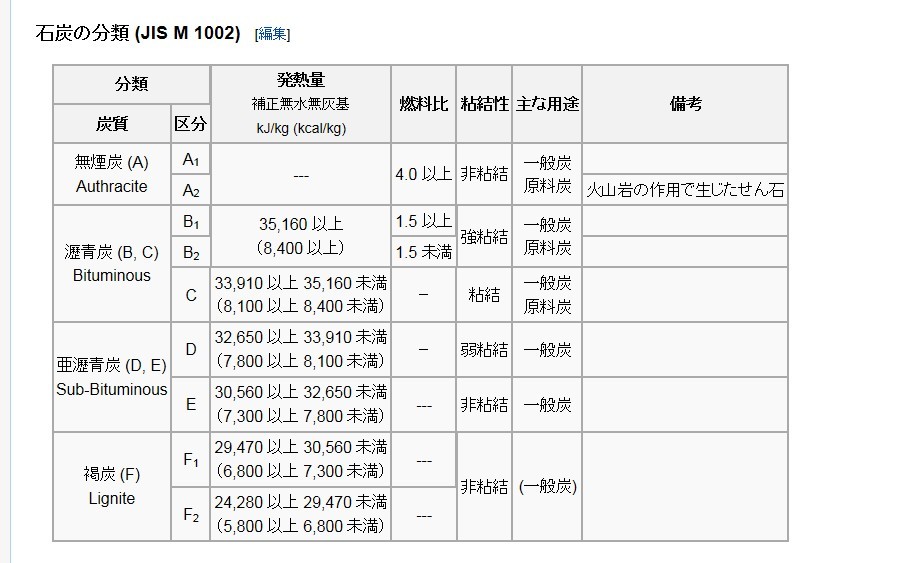 石炭の分類 (JIS M 1002) [編集]
分類
発熱量
補正無水無灰基
kJ/kg (kcal/kg)
燃料比
粘結性
主な用途
備考
炭質
区分
無煙炭 (A)
Authracite
A1
---
4.0 以上
非粘結
一般炭
原料炭
A2
火山岩の作用で生じたせん石
瀝青炭 (B, C)
Bituminous
B1
35,160 以上
(8,400 以上)
1.5 以上
強粘結
一般炭
原料炭
B2
1.5 未満
C
33,910 以上 35,160 未満
(8,100 以上 8,400 未満)
−
粘結
一般炭
原料炭
亜瀝青炭 (D, E)
Sub-Bituminous
D
32,650 以上 33,910 未満
(7,800 以上 8,100 未満)
−
弱粘結
一般炭
E
30,560 以上 32,650 未満
(7,300 以上 7,800 未満)
---
非粘結
一般炭
褐炭 (F)
Lignite
F1
29,470 以上 30,560 未満
(6,800 以上 7,300 未満)
---
非粘結
(一般炭)
F2
24,280 以上 29,470 未満
(5,800 以上 6,800 未満)
---